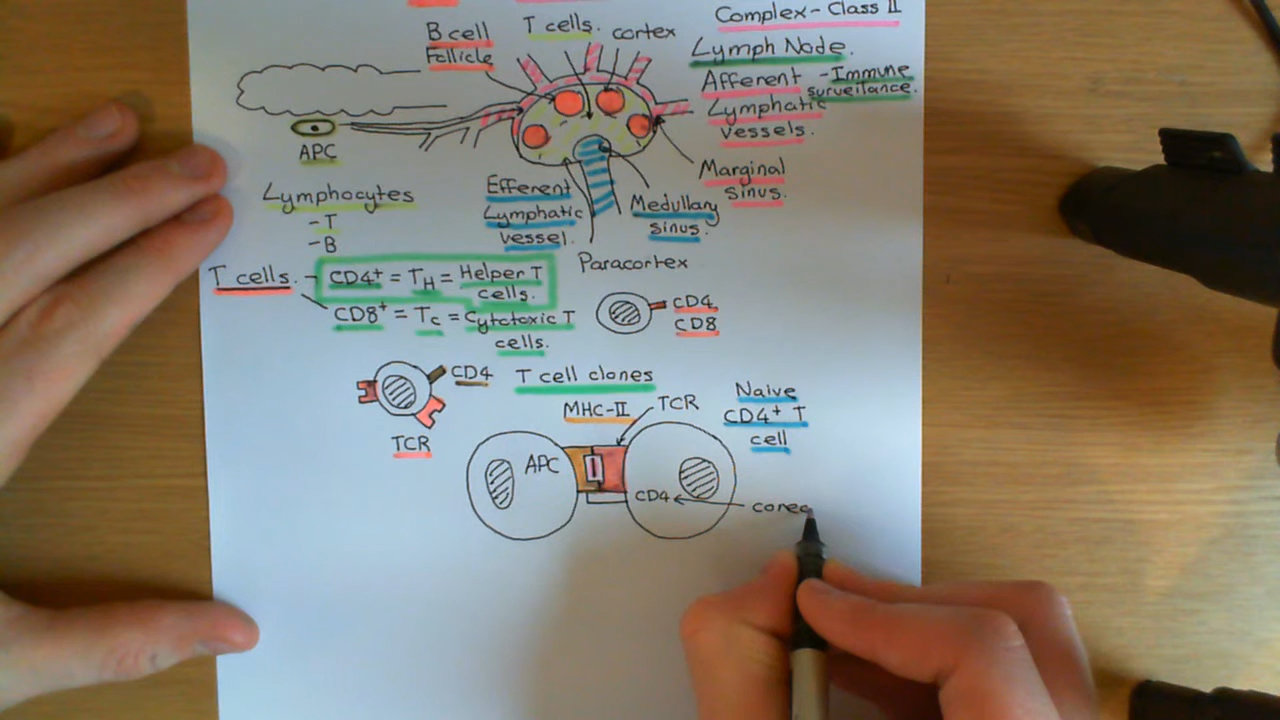 Complex-Class II
B cell
Follicle
T cells.
cortex
Lymph Node.
Afferent
Lymphatic
vessels.
-Immune
surveillance.
APC
Lymphocytes
-T
-B
Efferent
Lymphatic
vessel.
Medullary
sinus.
Marginal
sinus.
Paracortex
T cells. - CD4+ = TH = Helper T
cells.
CD8+ = Tc = Cytotoxic T
cells.
CD4
CD8
CD4
T cell clones
TCR
MHC-II
TCR
Naive
CD4+ T
cell
APC
CD4
corec